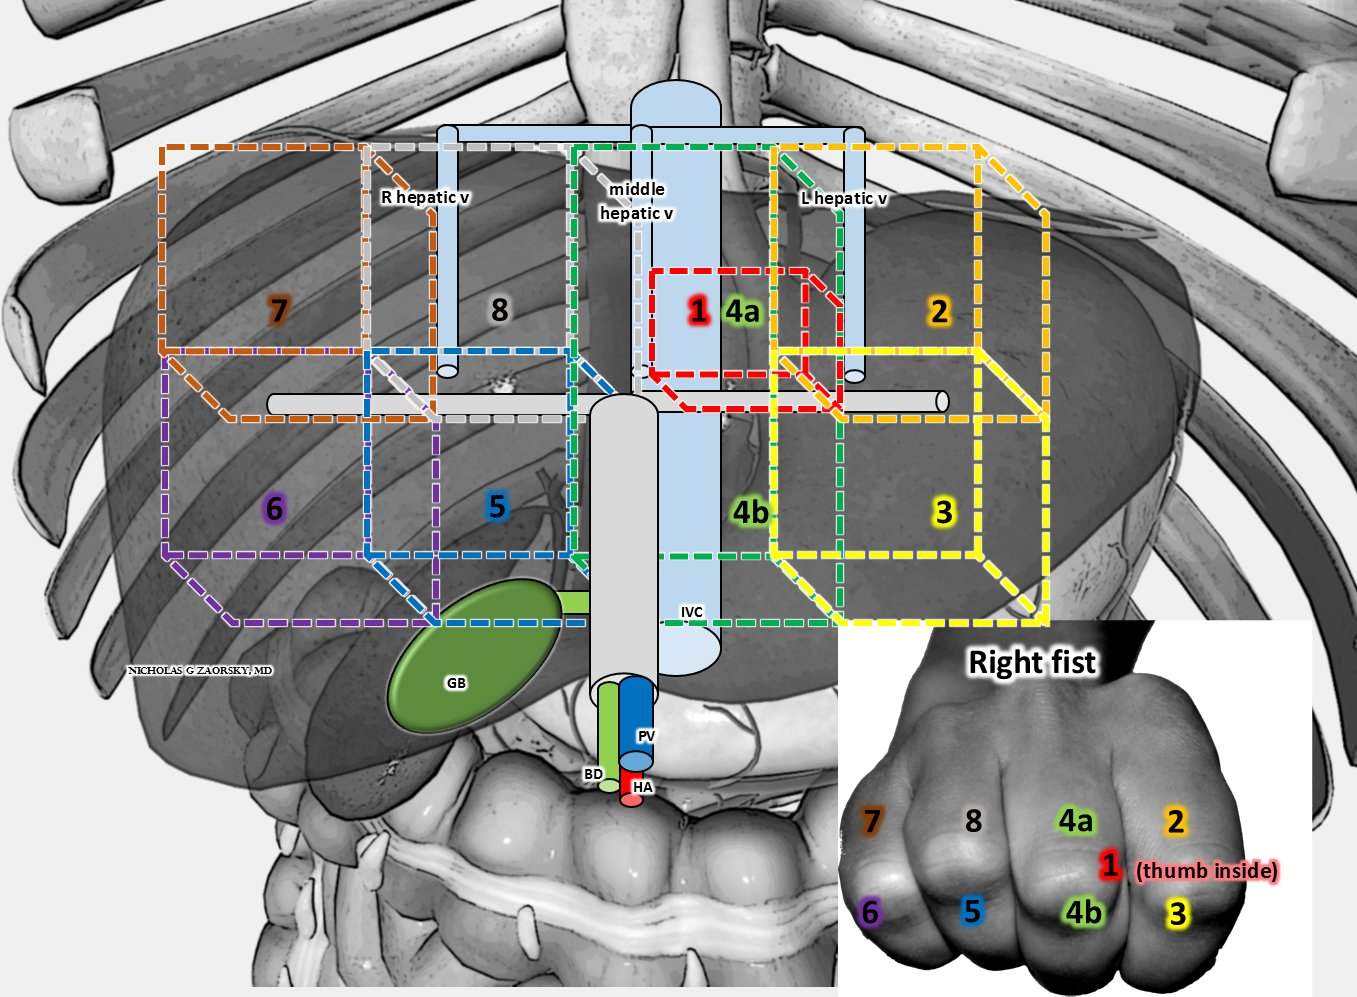 R hepatic v
middle
hepatic v
L hepatic v
7
8
1
4a
2
6
5
4b
3
IVC
NICHOLAS G ZAORSKY, MD
GB
PV
BD
HA
Right fist
7
8
4a
2
1
(thumb inside)
6
5
4b
3